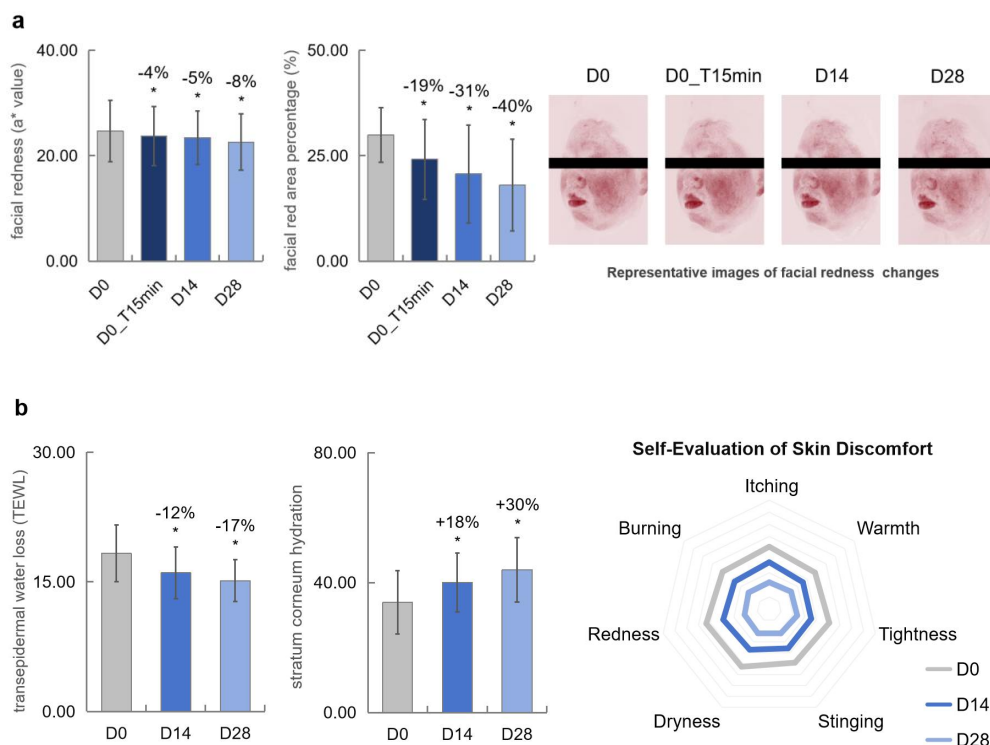 a
40.00
20.00
0.00
facial redness (a* value)
-4%
*
-5%
*
-8%
*
D0
D0_T15min
D14
D28
50.00
25.00
0.00
facial red area percentage (%)
-19%
*
-31%
*
-40%
*
D0
D0_T15min
D14
D28
D0
D0_T15min
D14
D28
Representative images of facial redness changes
b
30.00
15.00
0.00
transepidermal water loss (TEWL)
-12%
*
-17%
*
D0
D14
D28
80.00
40.00
0.00
stratum corneum hydration
+18%
*
+30%
*
D0
D14
D28
Self-Evaluation of Skin Discomfort
Itching
Burning
Warmth
Redness
Tightness
Dryness
Stinging
D0
D14
D28